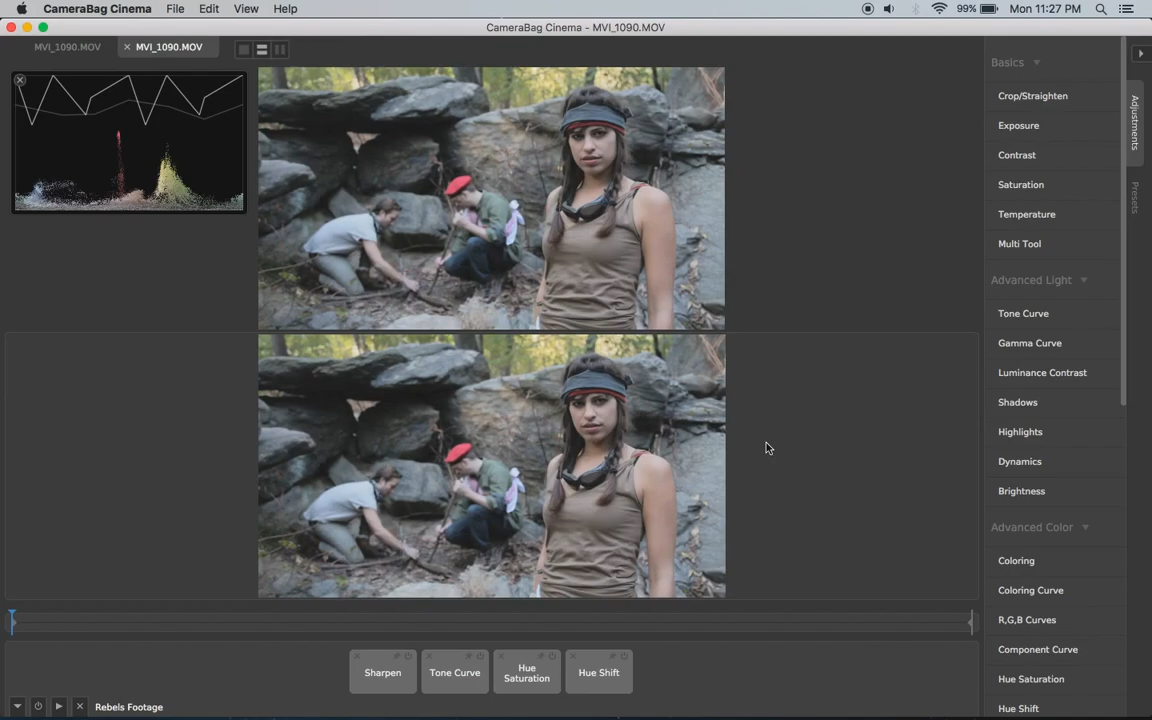 CameraBag Cinema File Edit View Help 99% Mon 11:27 PM
CameraBag Cinema - MVI_1090.MOV
MVI_1090.MOV × MVI_1090.MOV
Basics
Crop/Straighten
Exposure
Contrast
Saturation
Temperature
Multi Tool
Advanced Light
Tone Curve
Gamma Curve
Luminance Contrast
Shadows
Highlights
Dynamics
Brightness
Advanced Color
Coloring
Coloring Curve
R,G,B Curves
Component Curve
Hue Saturation
Hue Shift
Adjustments
Presets
Sharpen
Tone Curve
Hue
Saturation
Hue Shift
Rebels Footage